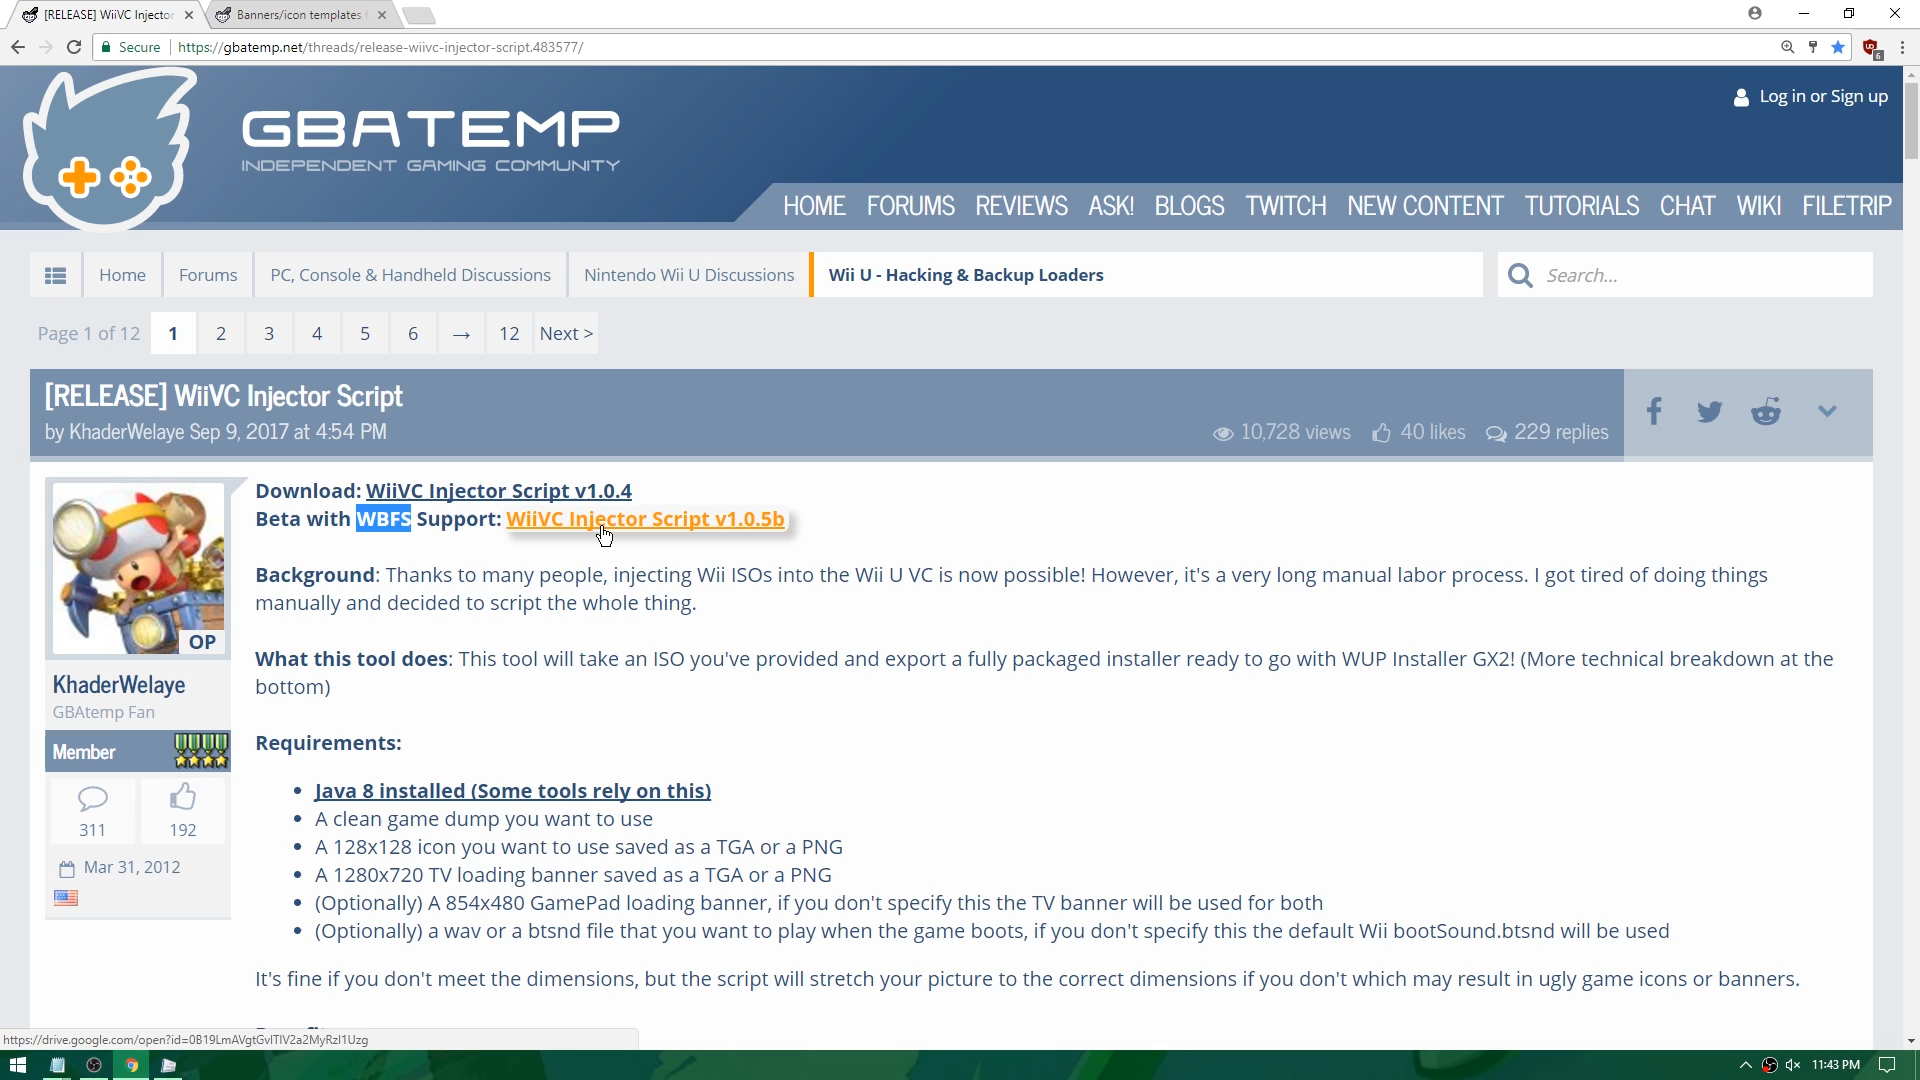 [RELEASE] WiiVC Injector
Banners/icon templates
Secure https://gbatemp.net/threads/release-wiivc-injector-script.483577/
6
Log in or Sign up
GBATEMP
INDEPENDENT GAMING COMMUNITY
HOME FORUMS REVIEWS ASK! BLOGS TWITCH NEW CONTENT TUTORIALS CHAT WIKI FILETRIP
Home Forums PC, Console & Handheld Discussions Nintendo Wii U Discussions Wii U - Hacking & Backup Loaders Search...
Page 1 of 12 1 2 3 4 5 6 → 12 Next >
[RELEASE] WiiVC Injector Script
by KhaderWelaye Sep 9, 2017 at 4:54 PM
10,728 views 40 likes 229 replies
Download: WiiVC Injector Script v1.0.4
Beta with WBFS Support: WiiVC Injector Script v1.0.5b
Background: Thanks to many people, injecting Wii ISOs into the Wii U VC is now possible! However, it's a very long manual labor process. I got tired of doing things
manually and decided to script the whole thing.
OP
What this tool does: This tool will take an ISO you've provided and export a fully packaged installer ready to go with WUP Installer GX2! (More technical breakdown at the
bottom)
KhaderWelaye
GBAtemp Fan
Member
311
192
Mar 31, 2012
Requirements:
• Java 8 installed (Some tools rely on this)
• A clean game dump you want to use
• A 128x128 icon you want to use saved as a TGA or a PNG
• A 1280x720 TV loading banner saved as a TGA or a PNG
• (Optionally) A 854x480 GamePad loading banner, if you don't specify this the TV banner will be used for both
• (Optionally) a wav or a btsnd file that you want to play when the game boots, if you don't specify this the default Wii bootSound.btsnd will be used
It's fine if you don't meet the dimensions, but the script will stretch your picture to the correct dimensions if you don't which may result in ugly game icons or banners.
11:43 PM